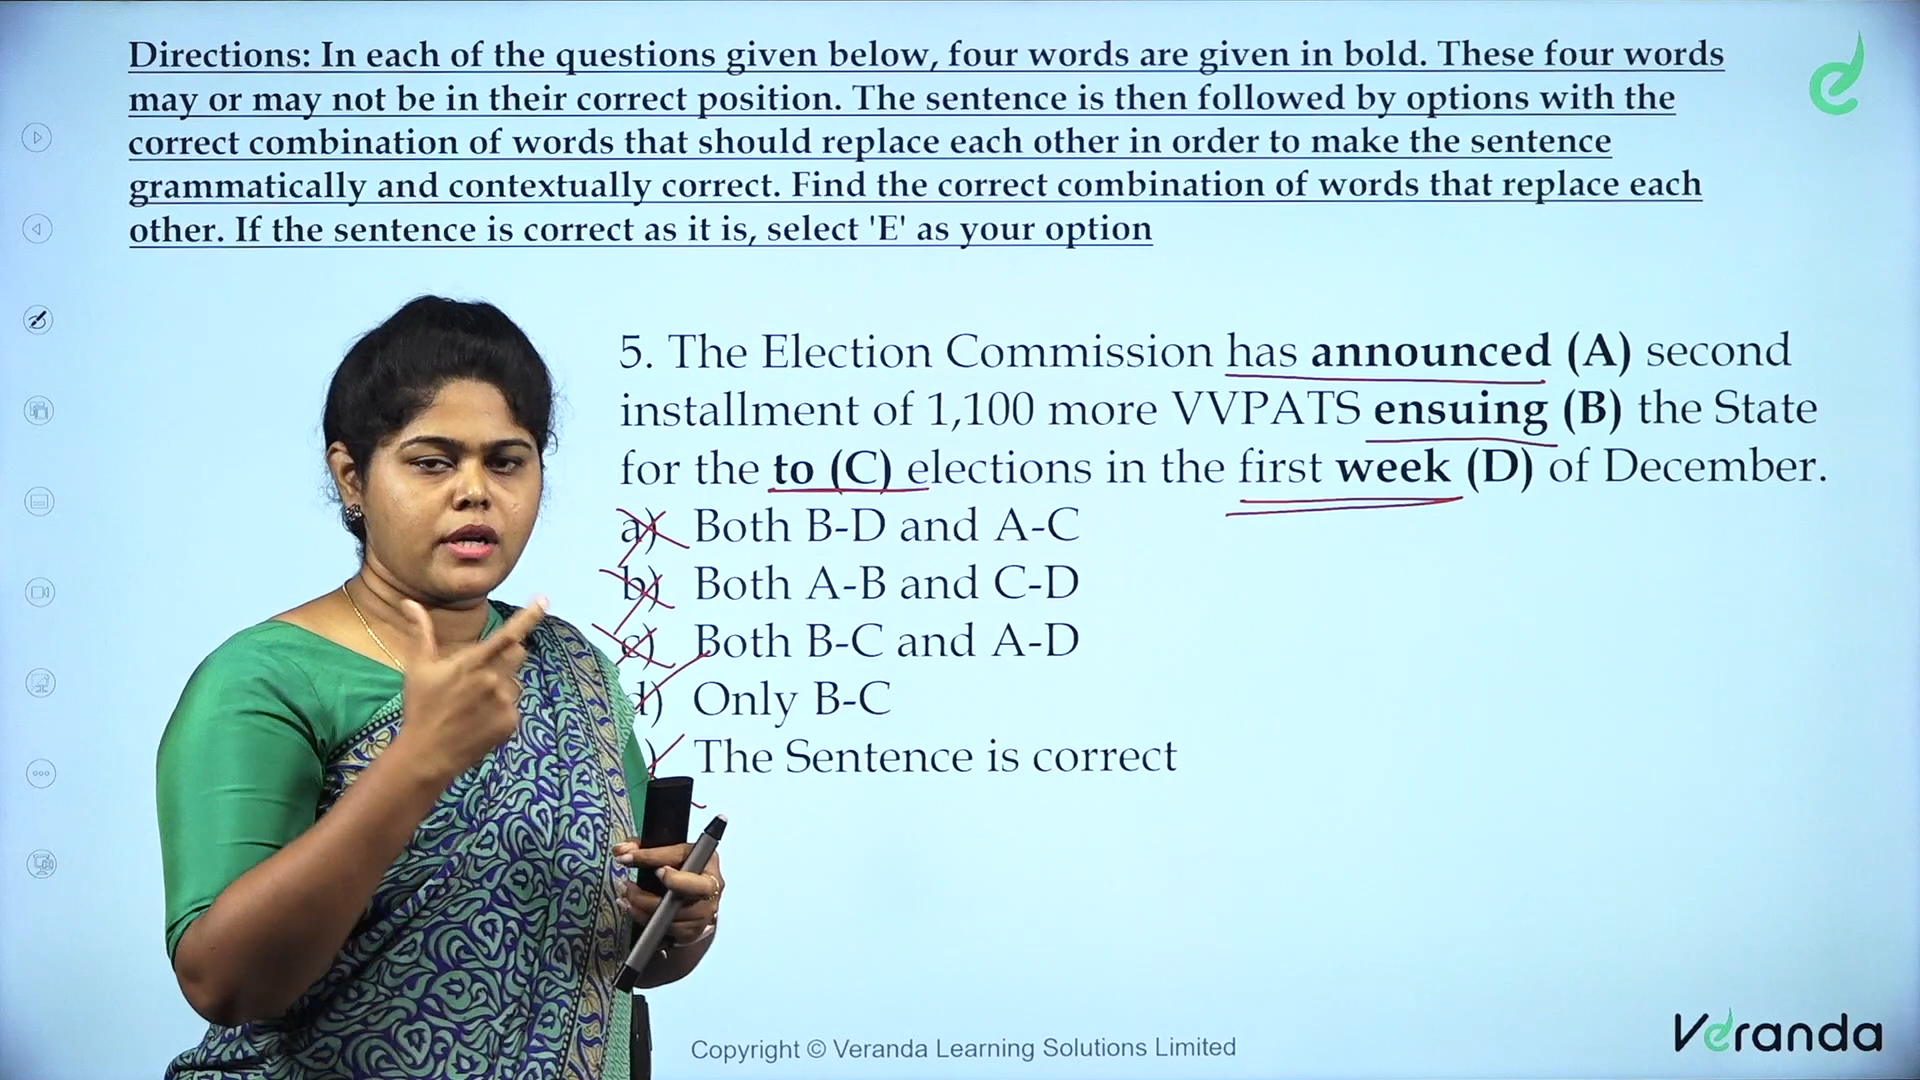 Directions: In each of the questions given below, four words are given in bold. These four words
may or may not be in their correct position. The sentence is then followed by options with the
correct combination of words that should replace each other in order to make the sentence
grammatically and contextually correct. Find the correct combination of words that replace each
other. If the sentence is correct as it is, select 'E' as your option
5. The Election Commission has announced (A) second
installment of 1,100 more VVPATS ensuing (B) the State
for the to (C) elections in the first week (D) of December.
a) Both B-D and A-C
b) Both A-B and C-D
c) Both B-C and A-D
d) Only B-C
) The Sentence is correct
Copyright © Veranda Learning Solutions Limited
Veranda